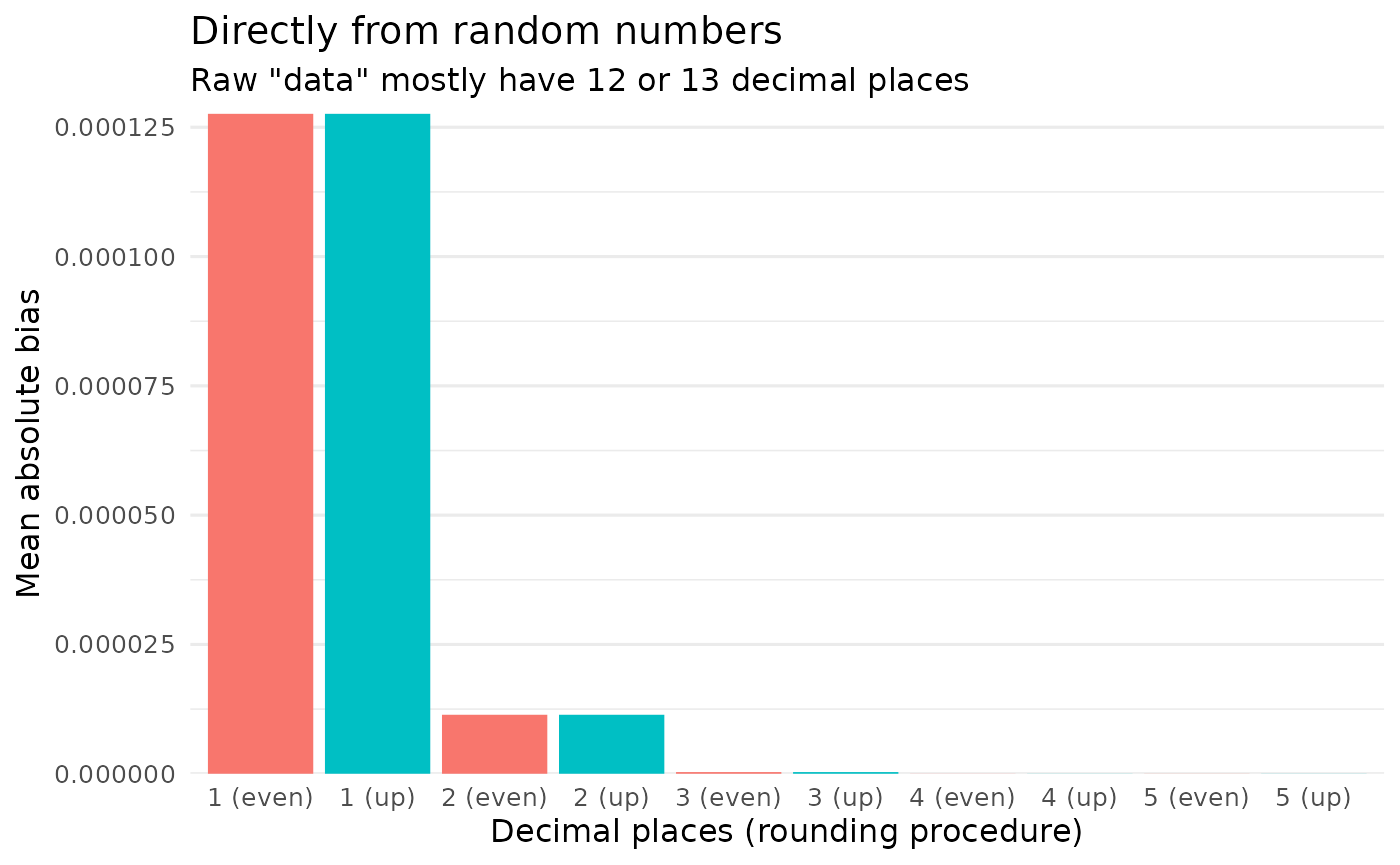 Directly from random numbers
Raw "data" mostly have 12 or 13 decimal places
Mean absolute bias
0.000125
0.000100
0.000075
0.000050
0.000025
0.000000
1 (even) 1 (up) 2 (even) 2 (up) 3 (even) 3 (up) 4 (even) 4 (up) 5 (even) 5 (up)
Decimal places (rounding procedure)